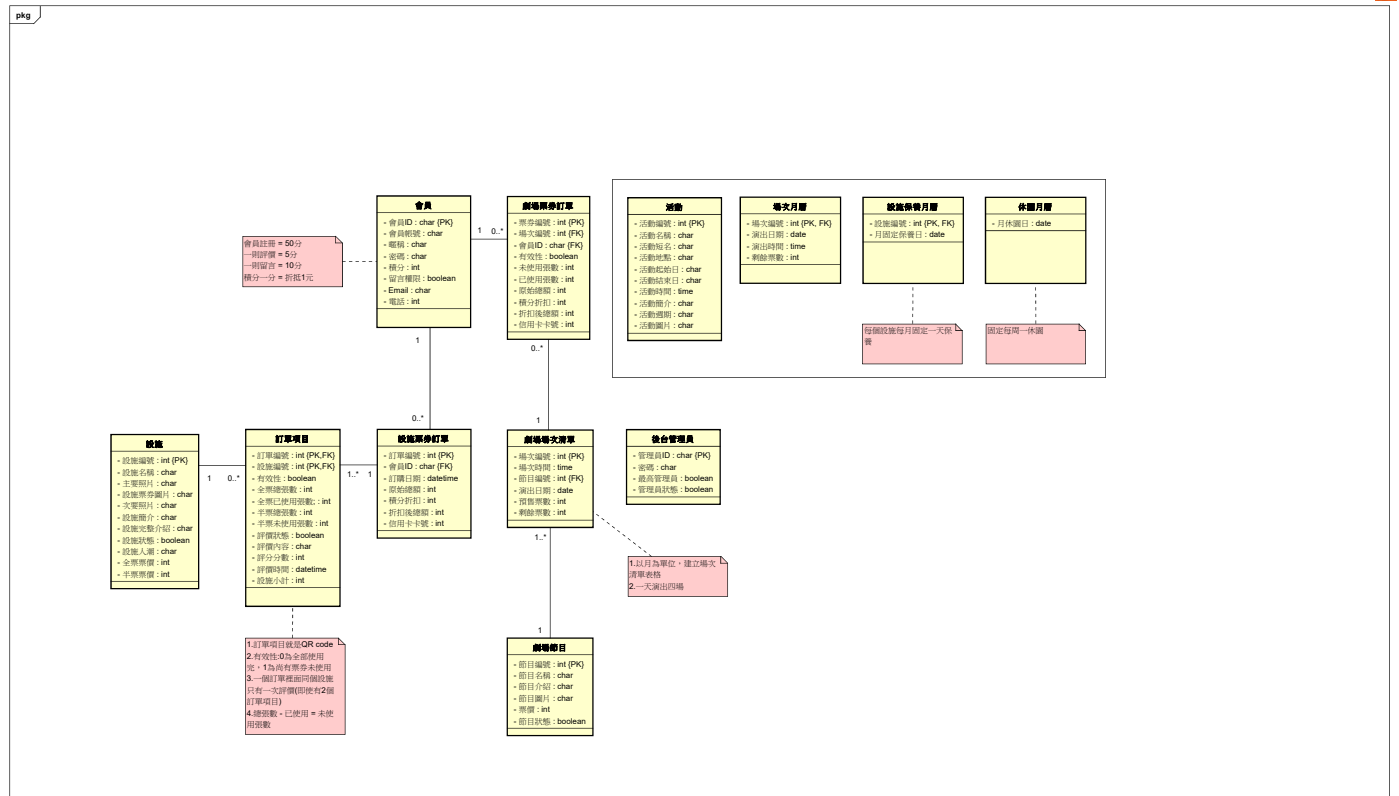 pkg
會員
- 會員ID : char {PK}
- 會員帳號 : char
- 暱稱 : char
- 密碼 : char
- 積分 : int
- 留言權限 : boolean
- Email : char
- 電話 : int
會員註冊 = 50分
一則評價 = 5分
一則留言 = 10分
積分一分 = 折抵1元
1
0..*
劇場票券訂單
- 票券編號 : int {PK}
- 場次編號 : int {FK}
- 會員ID : char {FK}
- 有效性 : boolean
- 未使用張數 : int
- 已使用張數 : int
- 原始總額 : int
- 積分折扣 : int
- 折扣後總額 : int
- 信用卡卡號 : int
活動
- 活動編號 : int {PK}
- 活動名稱 : char
- 活動短名 : char
- 活動地點 : char
- 活動起始日 : char
- 活動結束日 : char
- 活動時間 : time
- 活動簡介 : char
- 活動週期 : char
- 活動圖片 : char
場次月曆
- 場次編號 : int {PK, FK}
- 演出日期 : date
- 演出時間 : time
- 剩餘票數 : int
設施保養月曆
- 設施編號 : int {PK, FK}
- 月固定保養日 : date
每個設施每月固定一天保
養
休園月曆
- 月休園日 : date
固定每周一休園
1
0..*
0..*
1
設施
- 設施編號 : int {PK}
- 設施名稱 : char
- 主要照片 : char
- 設施票券圖片 : char
- 次要照片 : char
- 設施簡介 : char
- 設施完整介紹 : char
- 設施狀態 : boolean
- 設施人潮 : char
- 全票票價 : int
- 半票票價 : int
1
0..*
訂單項目
- 訂單編號 : int {PK,FK}
- 設施編號 : int {PK,FK}
- 有效性 : boolean
- 全票總張數 : int
- 全票已使用張數; : int
- 半票總張數 : int
- 半票未使用張數 : int
- 評價狀態 : boolean
- 評價內容 : char
- 評分分數 : int
- 評價時間 : datetime
- 設施小計 : int
1..*
1
設施票券訂單
- 訂單編號 : int {PK}
- 會員ID : char {FK}
- 訂購日期 : datetime
- 原始總額 : int
- 積分折扣 : int
- 折扣後總額 : int
- 信用卡卡號 : int
劇場場次清單
- 場次編號 : int {PK}
- 場次時間 : time
- 節目編號 : int {FK}
- 演出日期 : date
- 預售票數 : int
- 剩餘票數 : int
後台管理員
- 管理員ID : char {PK}
- 密碼 : char
- 最高管理員 : boolean
- 管理員狀態 : boolean
1..*
1.以月為單位，建立場次
清單表格
2.一天演出四場
1
劇場節目
- 節目編號 : int {PK}
- 節目名稱 : char
- 節目介紹 : char
- 節目圖片 : char
- 票價 : int
- 節目狀態 : boolean
1.訂單項目就是QR code
2.有效性:0為全部使用
完，1為尚有票券未使用
3.一個訂單裡面同個設施
只有一次評價(即使有2個
訂單項目)
4.總張數 - 已使用 = 未使
用張數